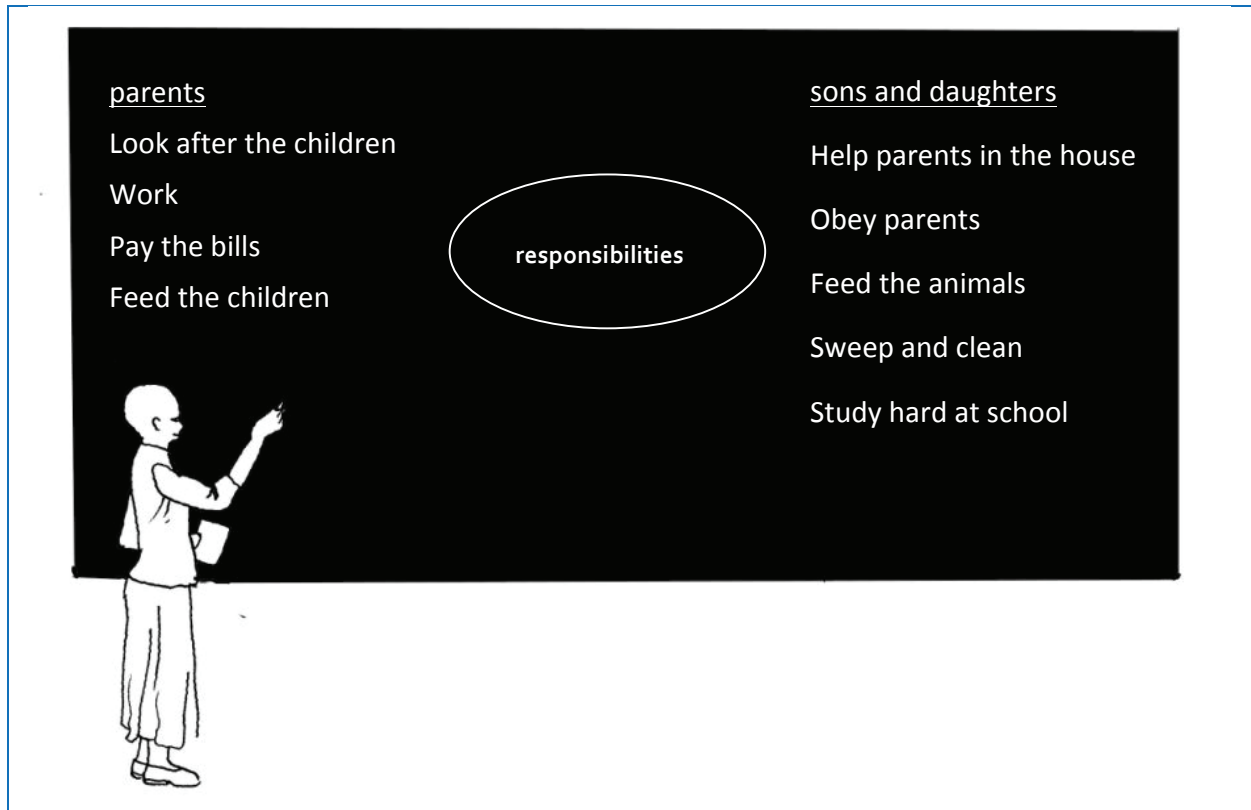 parents
Look after the children
Work
Pay the bills
Feed the children
responsibilities
sons and daughters
Help parents in the house
Obey parents
Feed the animals
Sweep and clean
Study hard at school